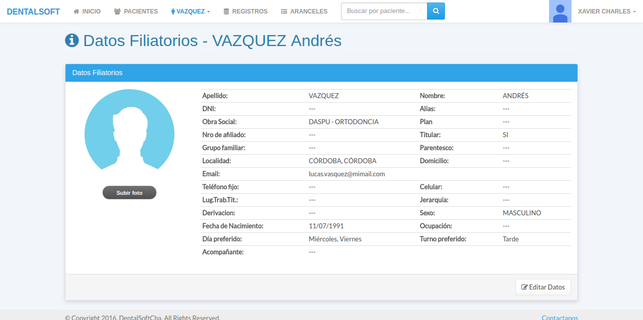 DENTALSOFT INICIO PACIENTES VAZQUEZ REGISTROS ARANCELES Buscar por paciente... XAVIER CHARLES
Datos Filiatorios - VAZQUEZ Andrés
Datos Filiatorios
Apellido: VAZQUEZ Nombre: ANDRÉS
DNI: --- Alias: ---
Obra Social: DASPU - ORTODONCIA Plan ---
Nro de afiliado: --- Titular: SI
Grupo familiar: --- Parentesco: ---
Localidad: CÓRDOBA, CÓRDOBA Domicilio: ---
Email: lucas.vasquez@mimail.com
Subir foto
Teléfono fijo: --- Celular: ---
Lug.Trab.Tit.: --- Jerarquia: ---
Derivacion: --- Sexo: MASCULINO
Fecha de Nacimiento: 11/07/1991 Ocupación: ---
Día preferido: Miércoles, Viernes Turno preferido: Tarde
Acompañante: ---
Editar Datos
© Copyright 2016. DentalSoftCba. All Rights Reserved. Contactanos